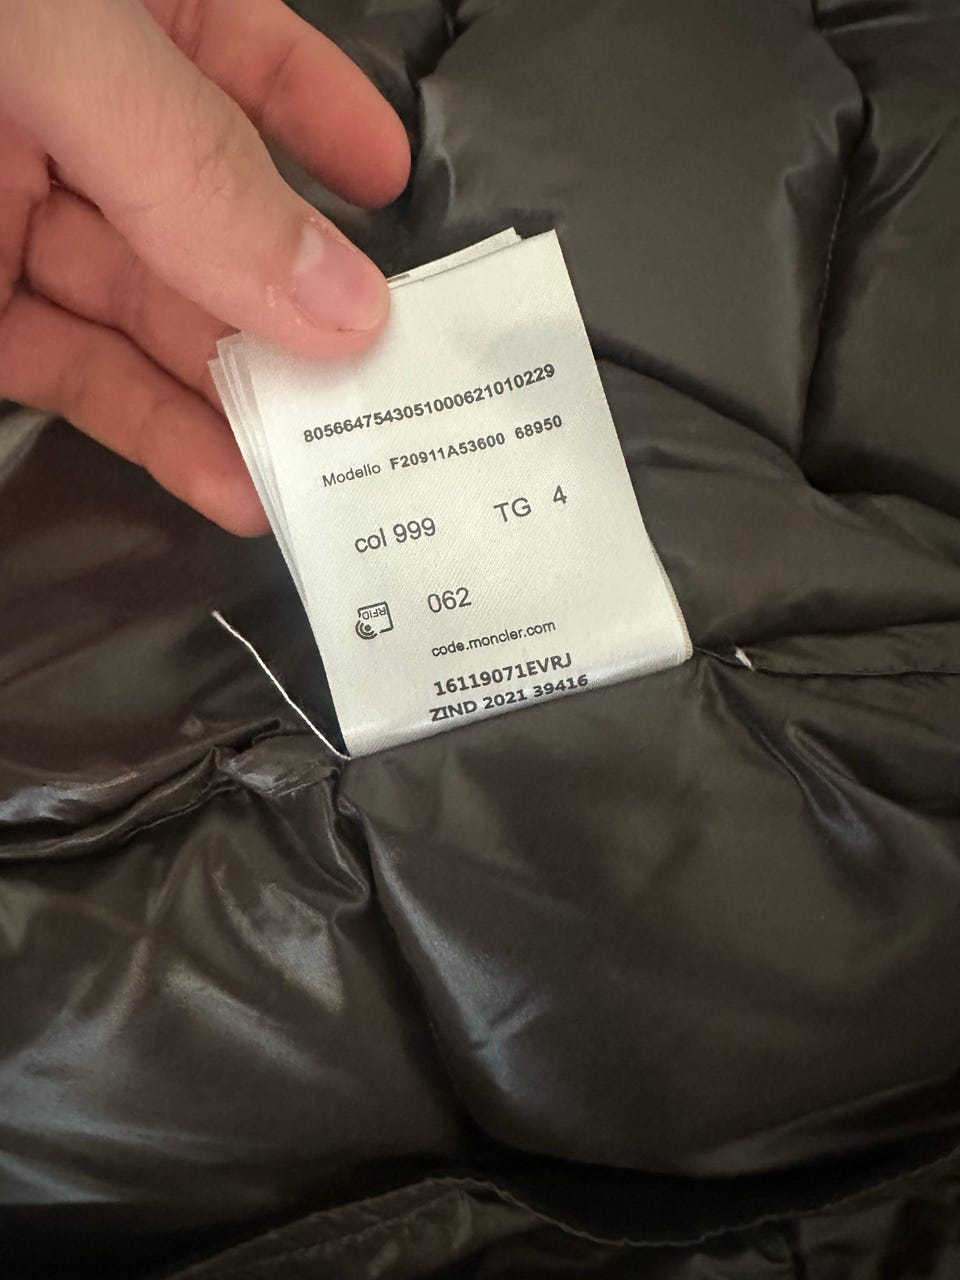 8056647543051000621010229
Modello F20911A53600 68950
col 999 TG 4
RFID 062
code.moncler.com
16119071EVRJ
ZIND 2021 39416